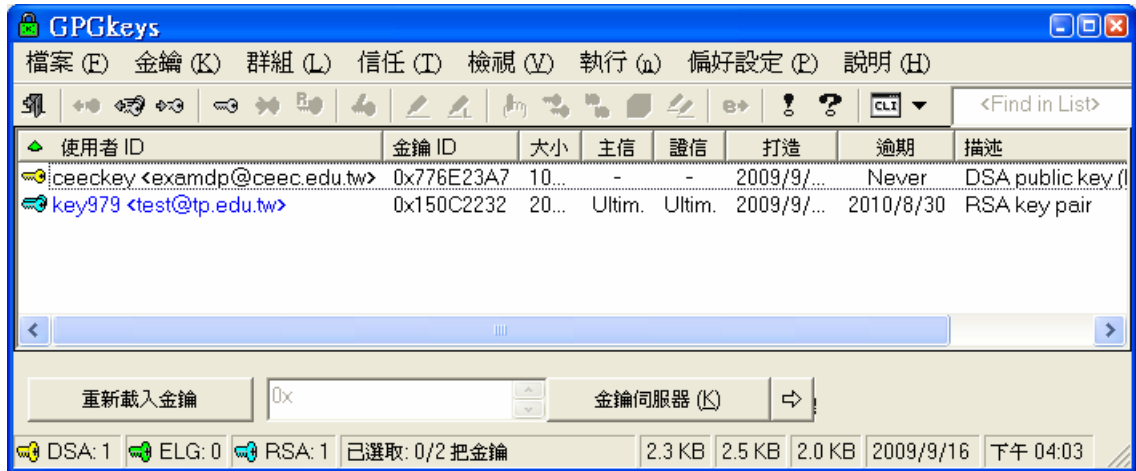 GPGkeys
檔案 (F) 金鑰 (K) 群組 (L) 信任 (T) 檢視 (V) 執行 (n) 偏好設定 (P) 說明 (H)
CLI <Find in List>
使用者 ID 金鑰 ID 大小 主信 證信 打造 逾期 描述
ceeckey <examdp@ceec.edu.tw> 0x776E23A7 10... - - 2009/9/... Never DSA public key (
key979 <test@tp.edu.tw> 0x150C2232 20... Ultim. Ultim. 2009/9/... 2010/8/30 RSA key pair
重新載入金鑰 0x 金鑰伺服器 (K)
DSA: 1 ELG: 0 RSA: 1 已選取: 0/2 把金鑰 2.3 KB 2.5 KB 2.0 KB 2009/9/16 下午 04:03